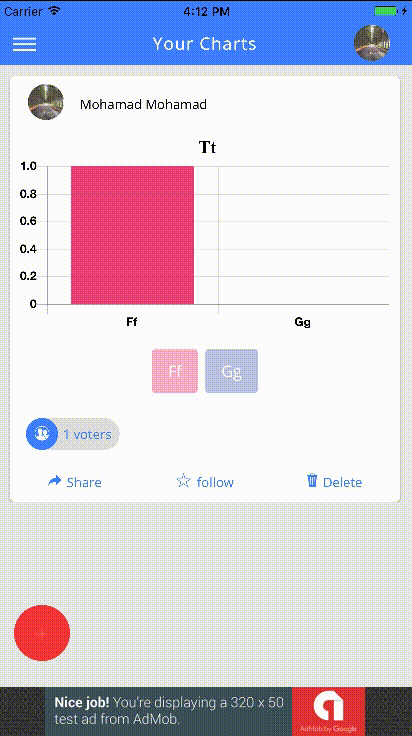 Carrier 4:12 PM
Your Charts
Mohamad Mohamad
Tt
1.0
0.8
0.6
0.4
0.2
0
Ff Gg
Ff Gg
1 voters
Share follow Delete
+
Nice job! You're displaying a 320 x 50
test ad from AdMob.
AdMob by Google